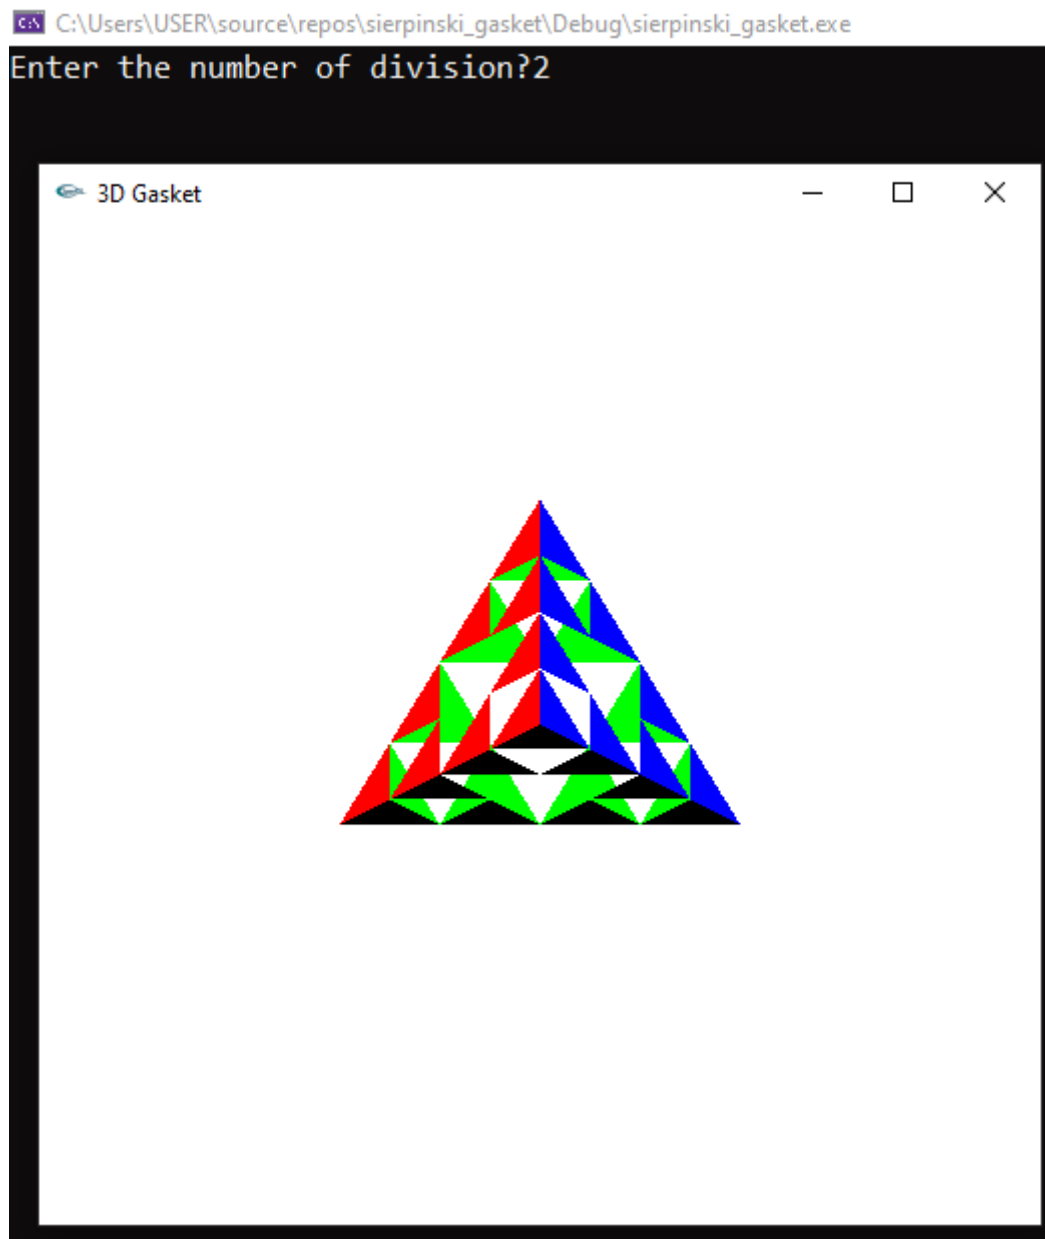 C:\Users\USER\source\repos\sierpinski_gasket\Debug\sierpinski_gasket.exe
Enter the number of division?2
3D Gasket